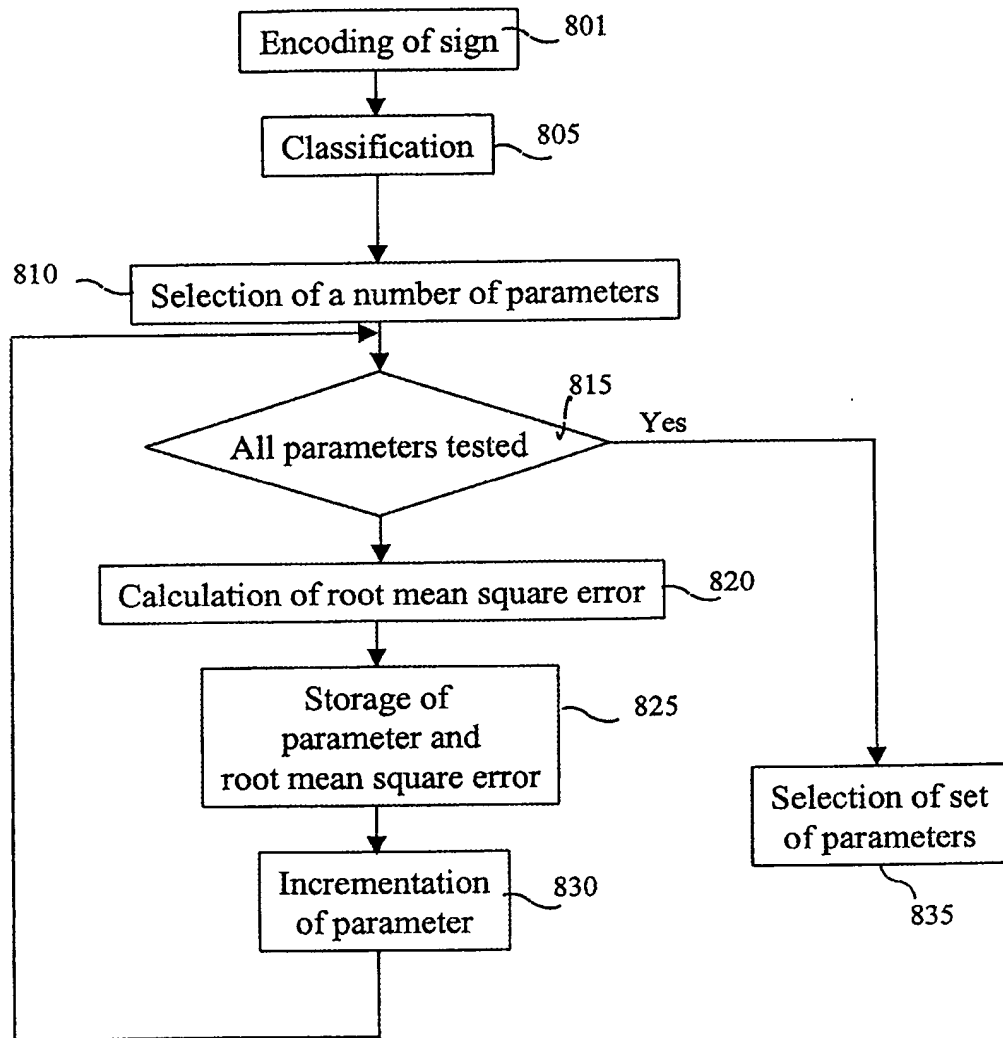 Encoding of sign
801
Classification
805
810
Selection of a number of parameters
815
All parameters tested
Yes
Calculation of root mean square error
820
Storage of
parameter and
root mean square error
825
Selection of set
of parameters
835
Incrementation
of parameter
830